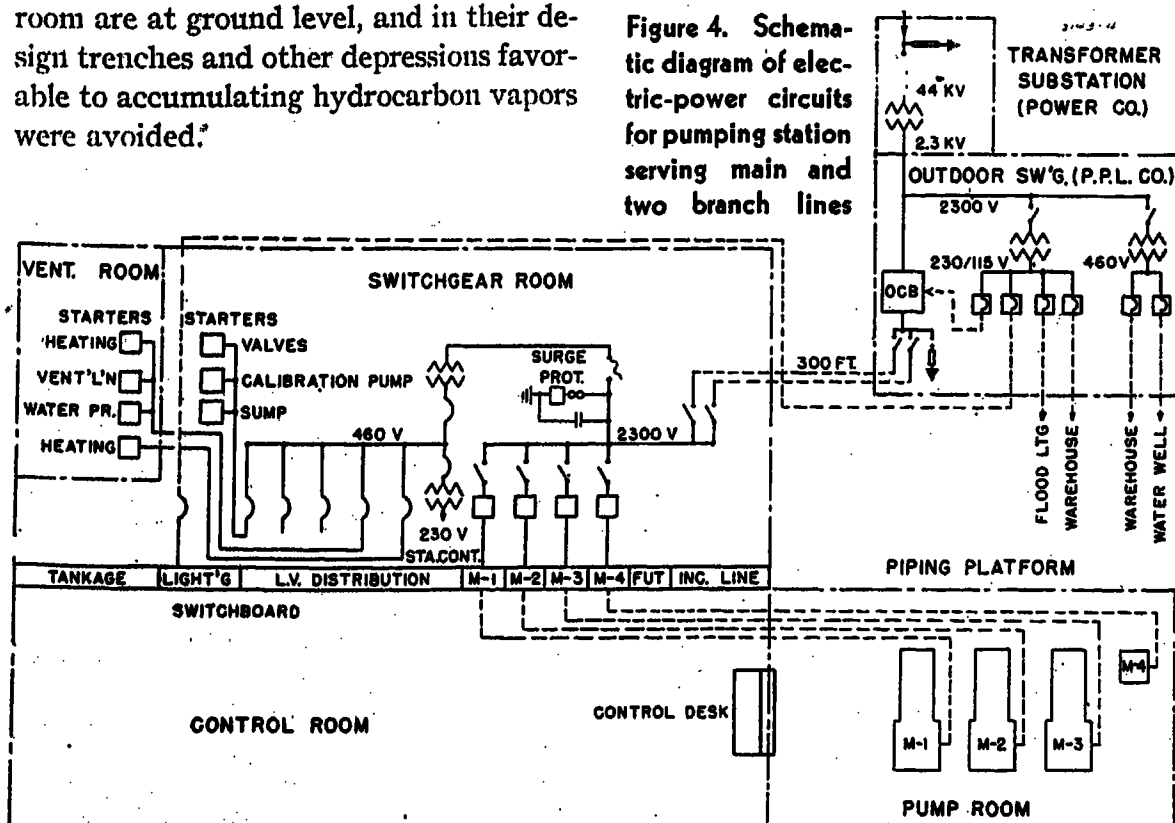 room are at ground level, and in their de-
sign trenches and other depressions favor-
able to accumulating hydrocarbon vapors
were avoided.
Figure 4. Schema-
tic diagram of elec-
tric-power circuits
for pumping station
serving main and
two branch lines
TRANSFORMER
SUBSTATION
(POWER CO.)
44 KV
2.3 KV
OUTDOOR SW'G. (P.P.L. CO.)
2300 V
230/115 V
460V
OCB
300 FT.
FLOOD LTG
WAREHOUSE
WAREHOUSE
WATER WELL
VENT. ROOM
SWITCHGEAR ROOM
STARTERS
HEATING
VENT'L'N
WATER PR.
HEATING
STARTERS
VALVES
CALIBRATION PUMP
SUMP
SURGE
PROT.
460 V
2300 V
230 V
STA.CONT.
TANKAGE
LIGHT'G
L.V. DISTRIBUTION
M-1
M-2
M-3
M-4
FUT
INC. LINE
SWITCHBOARD
PIPING PLATFORM
CONTROL ROOM
CONTROL DESK
M-1
M-2
M-3
M-4
PUMP ROOM